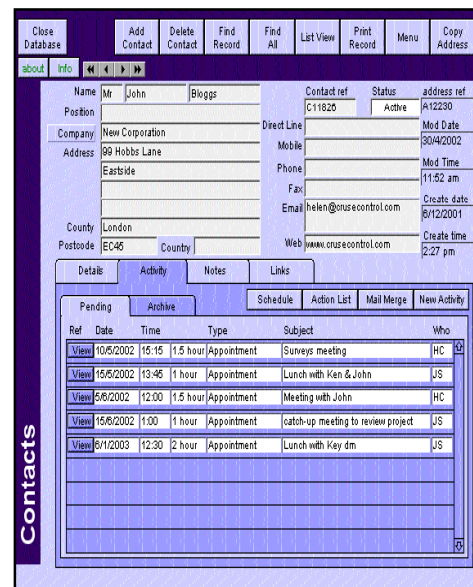 Close Database Add Contact Delete Contact Find Record Find All List View Print Record Menu Copy Address
about Info
Name Mr John Bloggs Contact ref Status address ref
C11826 Active A12230
Position
Company New Corporation Direct Line Mod Date
30/4/2002
Address 99 Hobbs Lane Mobile
Eastside Phone Mod Time
11:52 am
Fax
Email helen@crusecontrol.com Create date
6/12/2001
County London
Postcode EC45 Country Web www.crusecontrol.com Create time
2:27 pm
Details Activity Notes Links
Pending Archive Schedule Action List Mail Merge New Activity
Ref Date Time Type Subject Who
View 10/5/2002 15:15 1.5 hour Appointment Surveys meeting HC
View 15/5/2002 13:45 1 hour Appointment Lunch with Ken & John JS
View 5/6/2002 12:00 1.5 hour Appointment Meeting with John HC
View 15/6/2002 1:00 1 hour Appointment catch-up meeting to review project JS
View 6/1/2003 12:30 2 hour Appointment Lunch with Key dm JS
Contacts